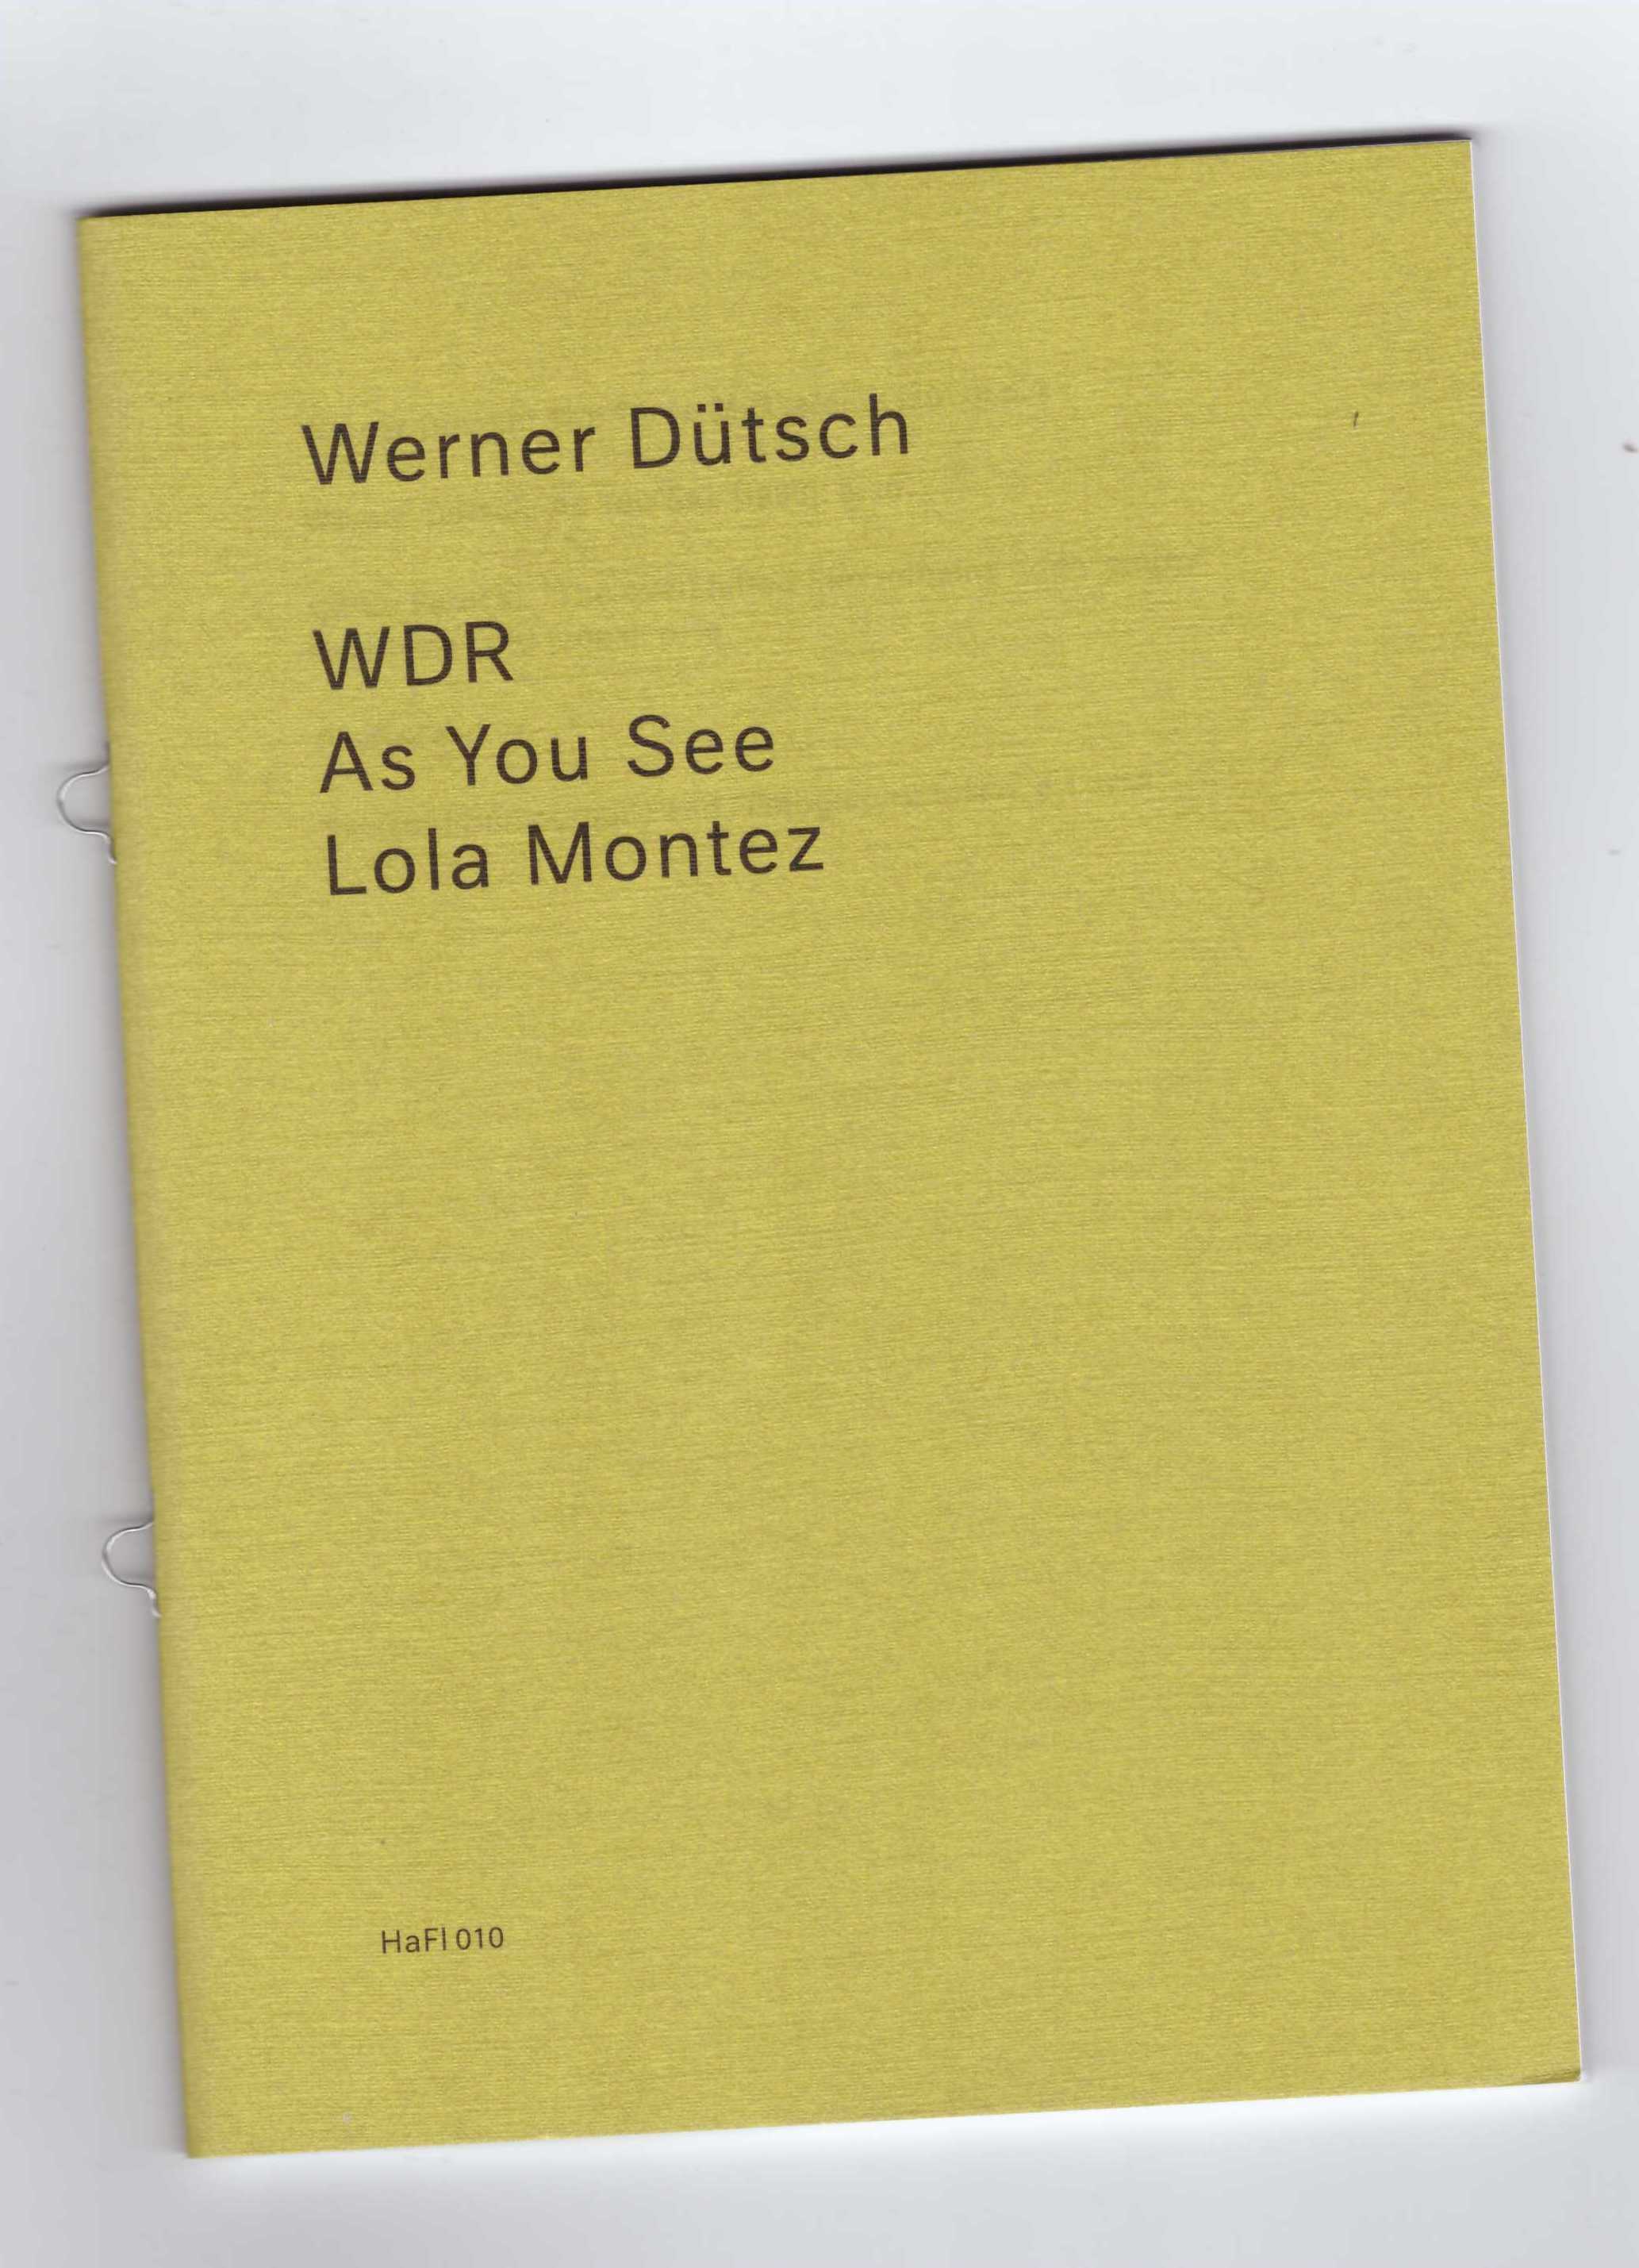 Werner Dütsch
WDR
As You See
Lola Montez
HaFI 010